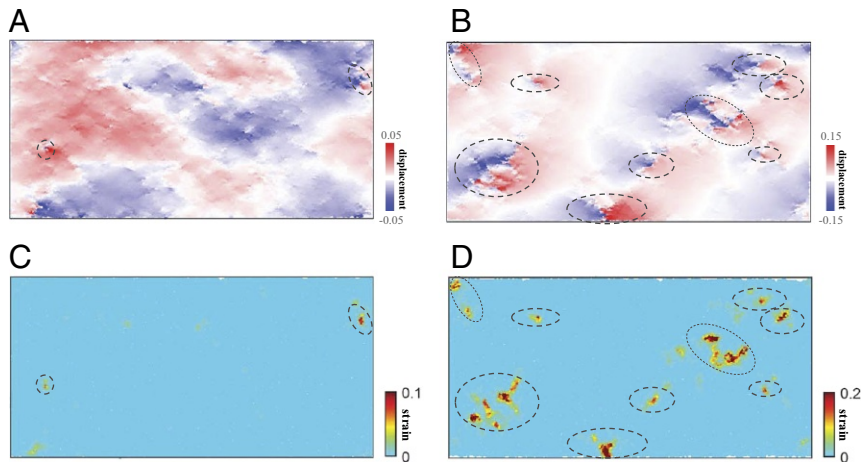 A
B
0.05
displacement
-0.05
0.15
displacement
-0.15
C
D
0.1
strain
0
0.2
strain
0